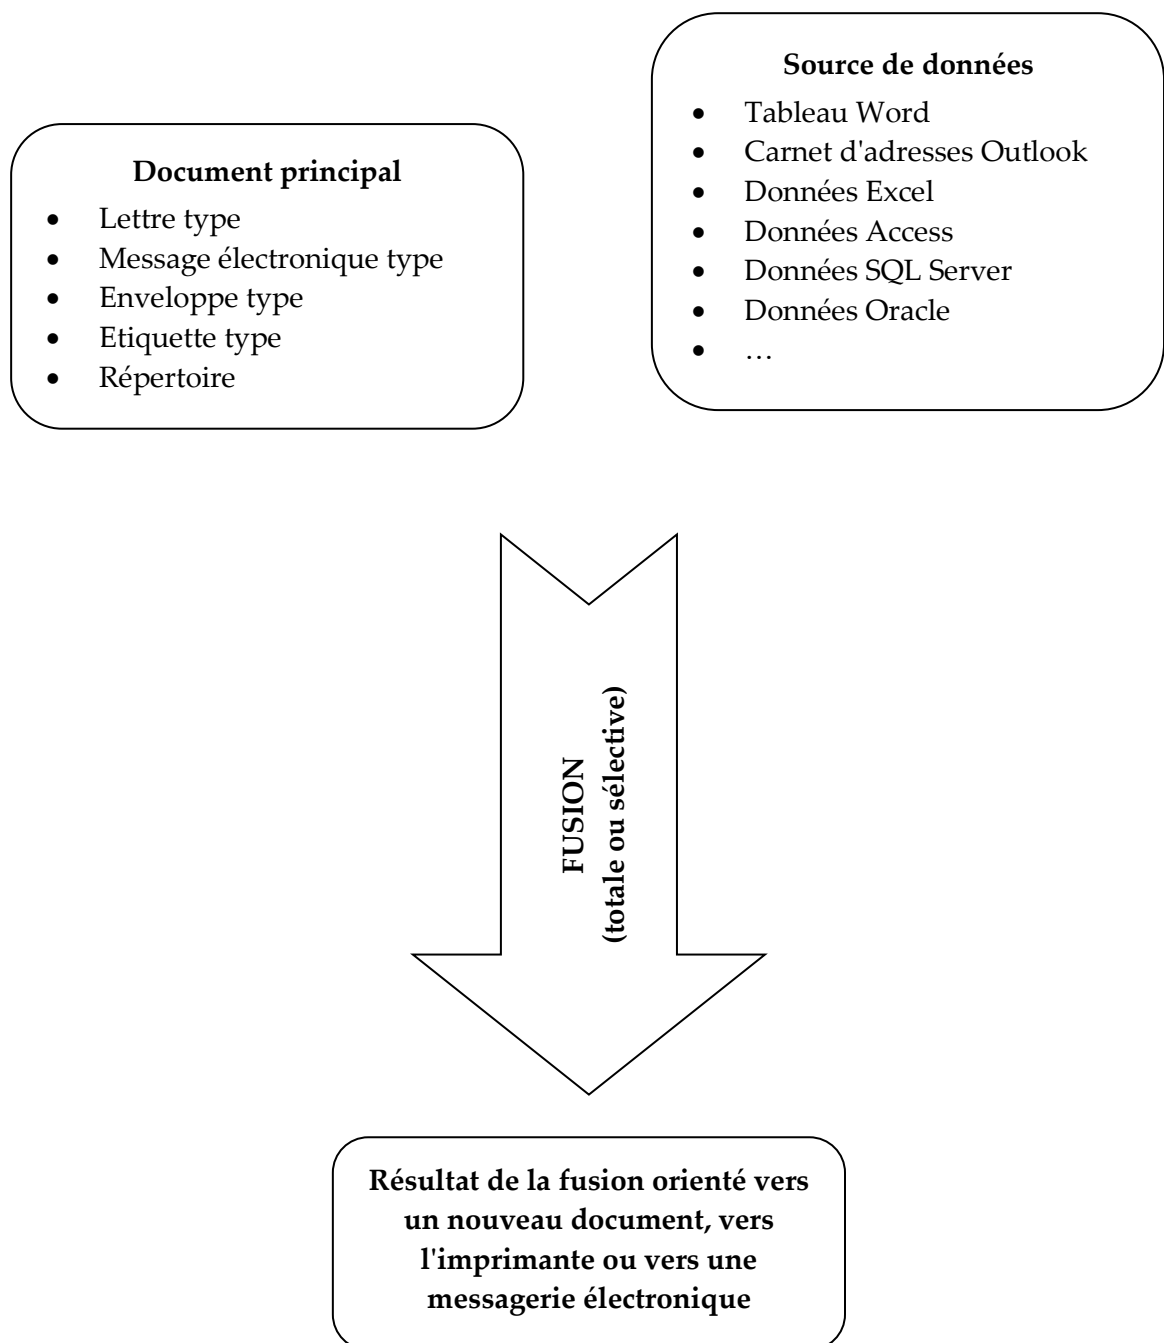 Document principal
• Lettre type
• Message électronique type
• Enveloppe type
• Etiquette type
• Répertoire
Source de données
• Tableau Word
• Carnet d'adresses Outlook
• Données Excel
• Données Access
• Données SQL Server
• Données Oracle
• …
FUSION
(totale ou sélective)
Résultat de la fusion orienté vers
un nouveau document, vers
l'imprimante ou vers une
messagerie électronique